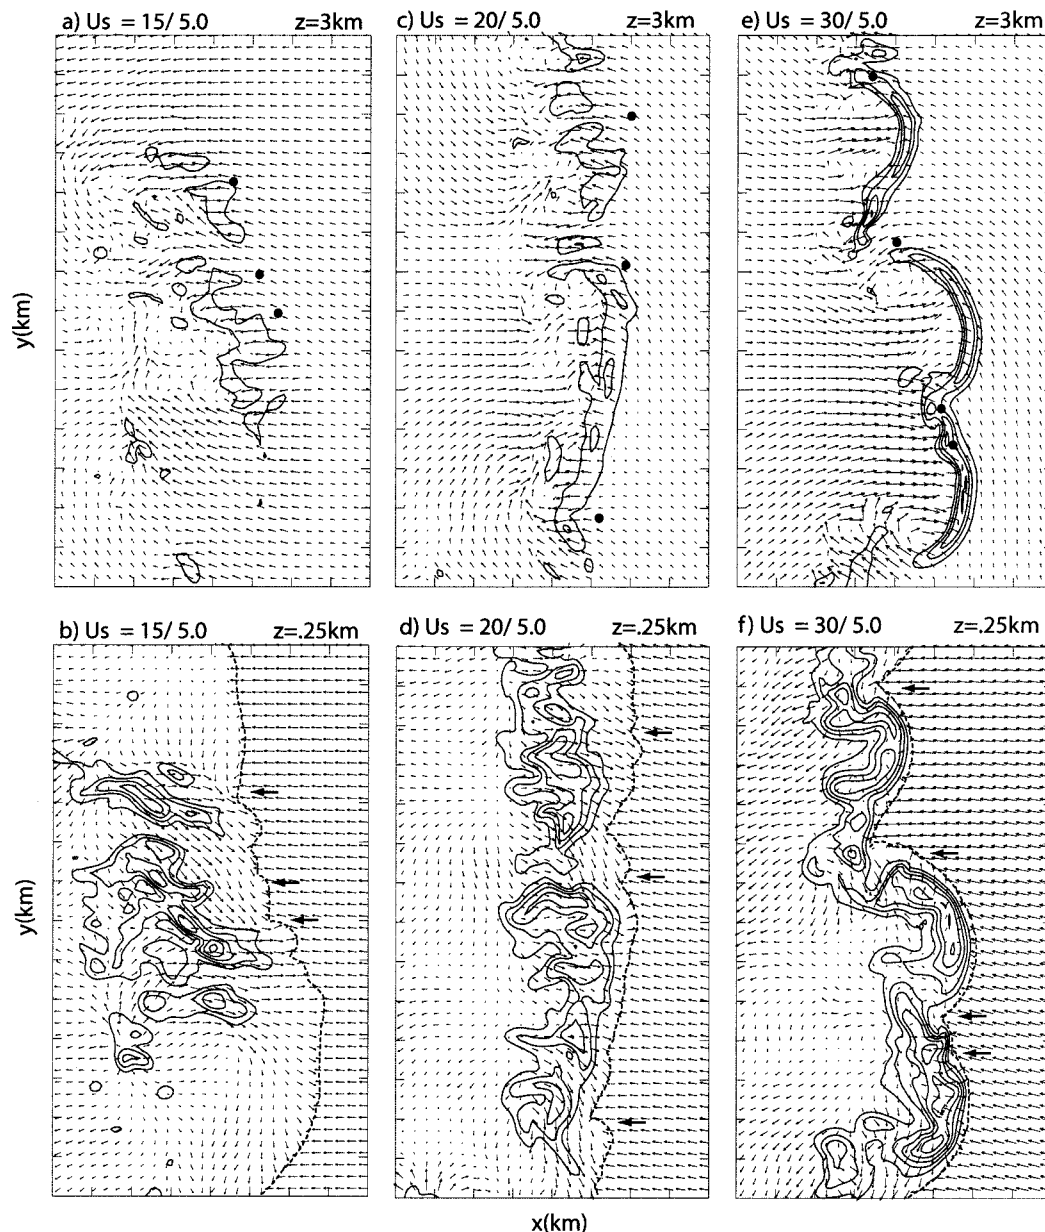 a) Us = 15/ 5.0 z=3km
c) Us = 20/ 5.0 z=3km
e) Us = 30/ 5.0 z=3km
y(km)
b) Us = 15/ 5.0 z=.25km
d) Us = 20/ 5.0 z=.25km
f) Us = 30/ 5.0 z=.25km
y(km)
x(km)